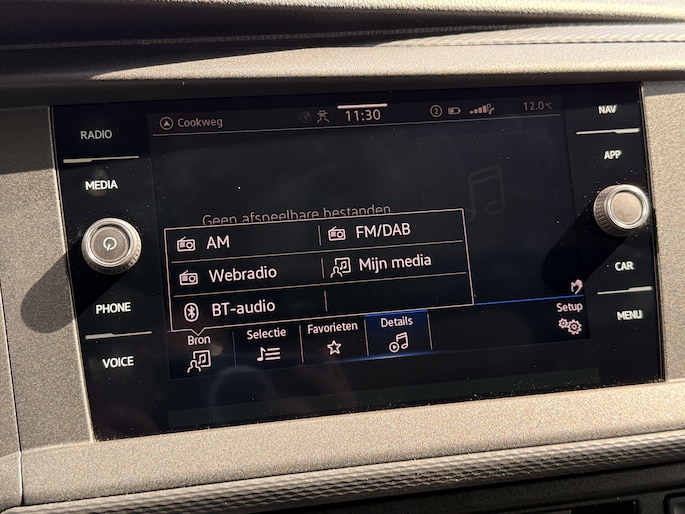 RADIO
MEDIA
PHONE
VOICE
Cookweg
11:30
2
12.0°C
Geen afspeelbare bestanden
AM
FM/DAB
Webradio
Mijn media
BT-audio
Bron
Selectie
Favorieten
Details
Setup
NAV
APP
CAR
MENU